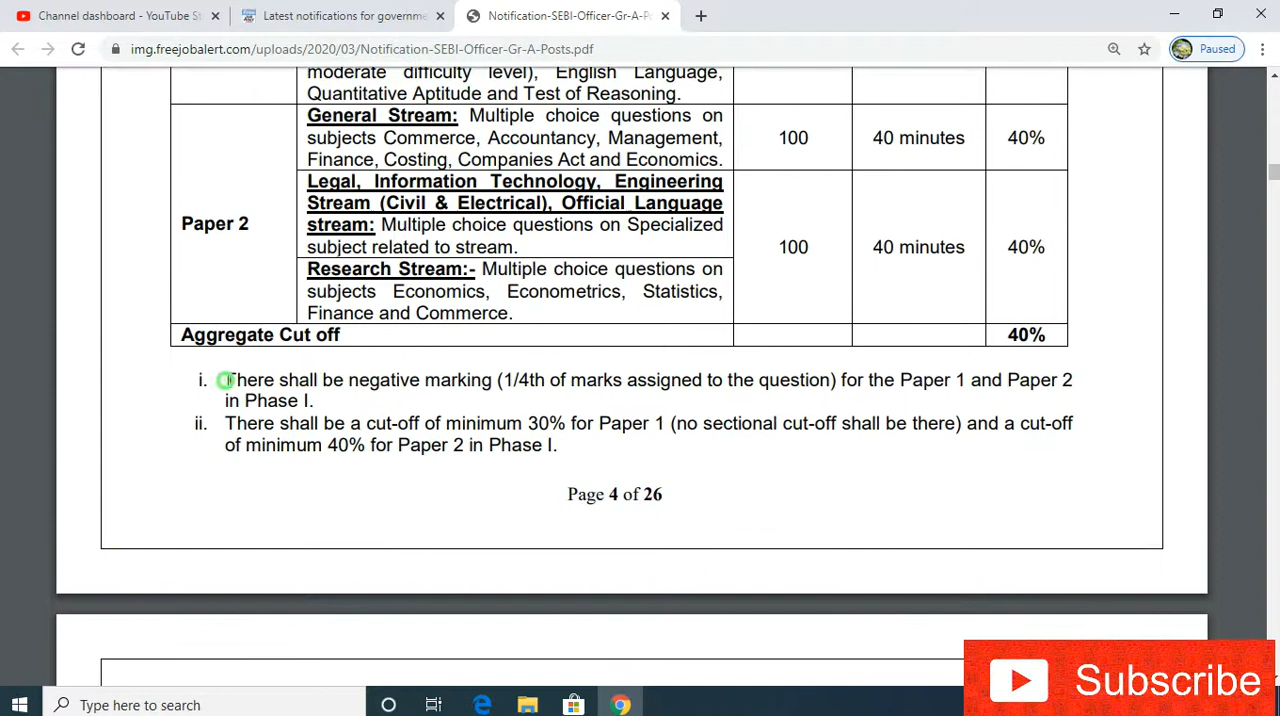 Channel dashboard - YouTube St
Latest notifications for governme
Notification-SEBI-Officer-Gr-A-Po
img.freejobalert.com/uploads/2020/03/Notification-SEBI-Officer-Gr-A-Posts.pdf
Paused
moderate difficulty level), English Language,
Quantitative Aptitude and Test of Reasoning.
General Stream: Multiple choice questions on
subjects Commerce, Accountancy, Management,
Finance, Costing, Companies Act and Economics.
100
40 minutes
40%
Paper 2
Legal, Information Technology, Engineering
Stream (Civil & Electrical), Official Language
stream: Multiple choice questions on Specialized
subject related to stream.
100
40 minutes
40%
Research Stream:- Multiple choice questions on
subjects Economics, Econometrics, Statistics,
Finance and Commerce.
Aggregate Cut off
40%
i. There shall be negative marking (1/4th of marks assigned to the question) for the Paper 1 and Paper 2
in Phase I.
ii. There shall be a cut-off of minimum 30% for Paper 1 (no sectional cut-off shall be there) and a cut-off
of minimum 40% for Paper 2 in Phase I.
Page 4 of 26
Subscribe
Type here to search